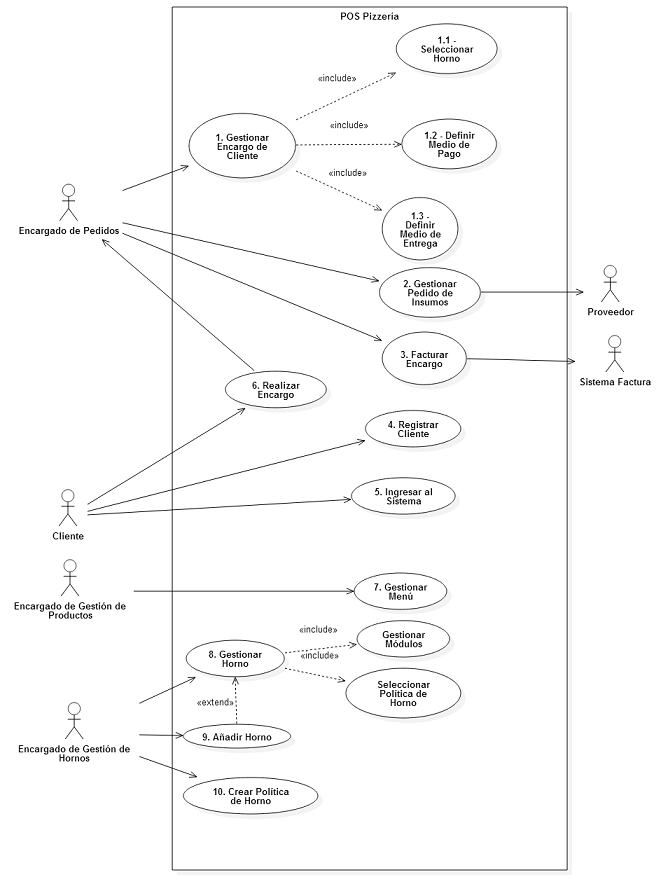 POS Pizzería
1.1 -
Seleccionar
Horno
«include»
1. Gestionar
Encargo de
Cliente
«include»
1.2 - Definir
Medio de
Pago
«include»
1.3 -
Definir
Medio de
Entrega
Encargado de Pedidos
2. Gestionar
Pedido de
Insumos
Proveedor
3. Facturar
Encargo
Sistema Factura
6. Realizar
Encargo
4. Registrar
Cliente
5. Ingresar al
Sistema
Cliente
Encargado de Gestión de
Productos
7. Gestionar
Menú
8. Gestionar
Horno
«include»
Gestionar
Módulos
«include»
Seleccionar
Política de
Horno
«extend»
Encargado de Gestión de
Hornos
9. Añadir Horno
10. Crear Política
de Horno